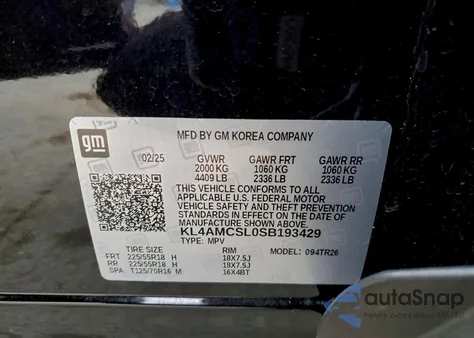 gm
MFD BY GM KOREA COMPANY
02/25 GVWR GAWR FRT GAWR RR
2000 KG 1060 KG 1060 KG
4409 LB 2336 LB 2336 LB
THIS VEHICLE CONFORMS TO ALL
APPLICABLE U.S. FEDERAL MOTOR
VEHICLE SAFETY AND THEFT
PREVENTION STANDARDS IN
EFFECT ON THE DATE OF
MANUFACTURE SHOWN ABOVE.
KL4AMCSL0SB193429
TYPE: MPV
TIRE SIZE RIM MODEL: 094TR26
FRT 225/55R18 H 18X7.5J
RR 225/55R18 H 18X7.5J
SPA T125/70R16 M 16X4BT
autoSnap